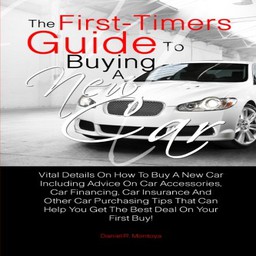 The First-Timers
Guide To
Buying
A
New
Car
Vital Details On How To Buy A New Car
Including Advice On Car Accessories,
Car Financing, Car Insurance And
Other Car Purchasing Tips That Can
Help You Get The Best Deal On Your
First Buy!
Daniel R. Montoya